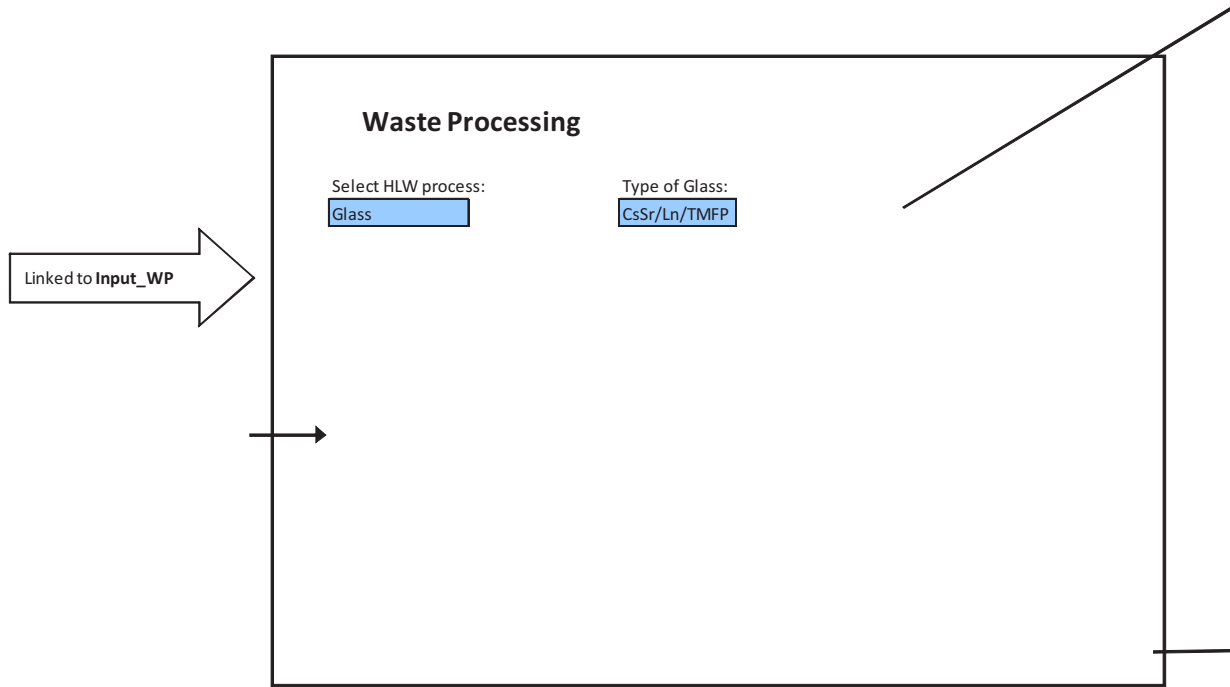 Waste Processing
Select HLW process:
Type of Glass:
Glass
CsSr/Ln/TMFP
Linked to Input_WP